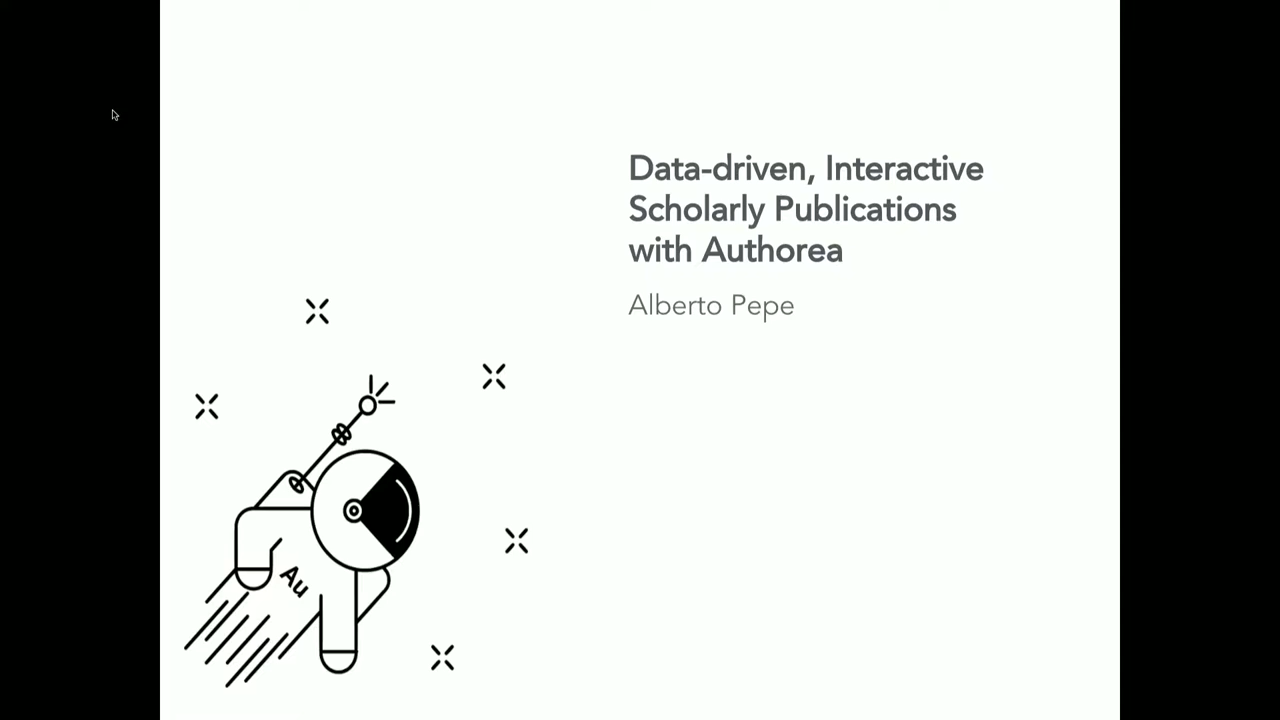 Data-driven, Interactive
Scholarly Publications
with Authorea
Alberto Pepe
Au